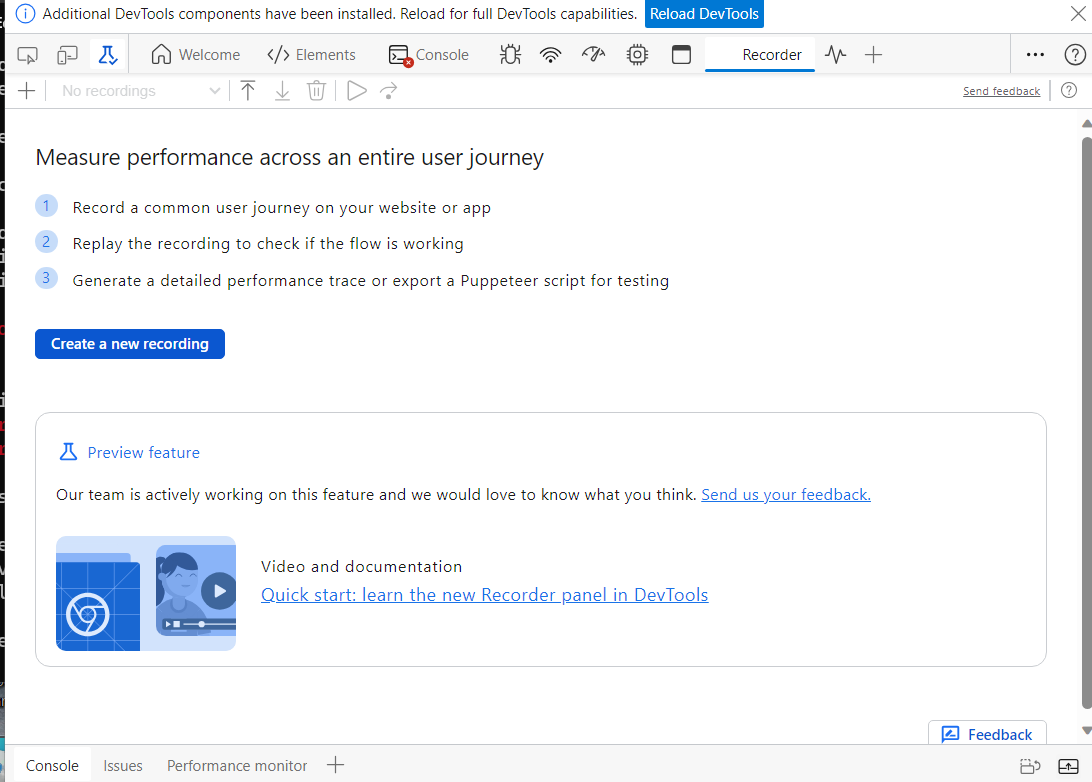 Additional DevTools components have been installed. Reload for full DevTools capabilities. Reload DevTools
Welcome Elements Console Recorder
No recordings Send feedback
Measure performance across an entire user journey
1 Record a common user journey on your website or app
2 Replay the recording to check if the flow is working
3 Generate a detailed performance trace or export a Puppeteer script for testing
Create a new recording
Preview feature
Our team is actively working on this feature and we would love to know what you think. Send us your feedback.
Video and documentation
Quick start: learn the new Recorder panel in DevTools
Feedback
Console Issues Performance monitor